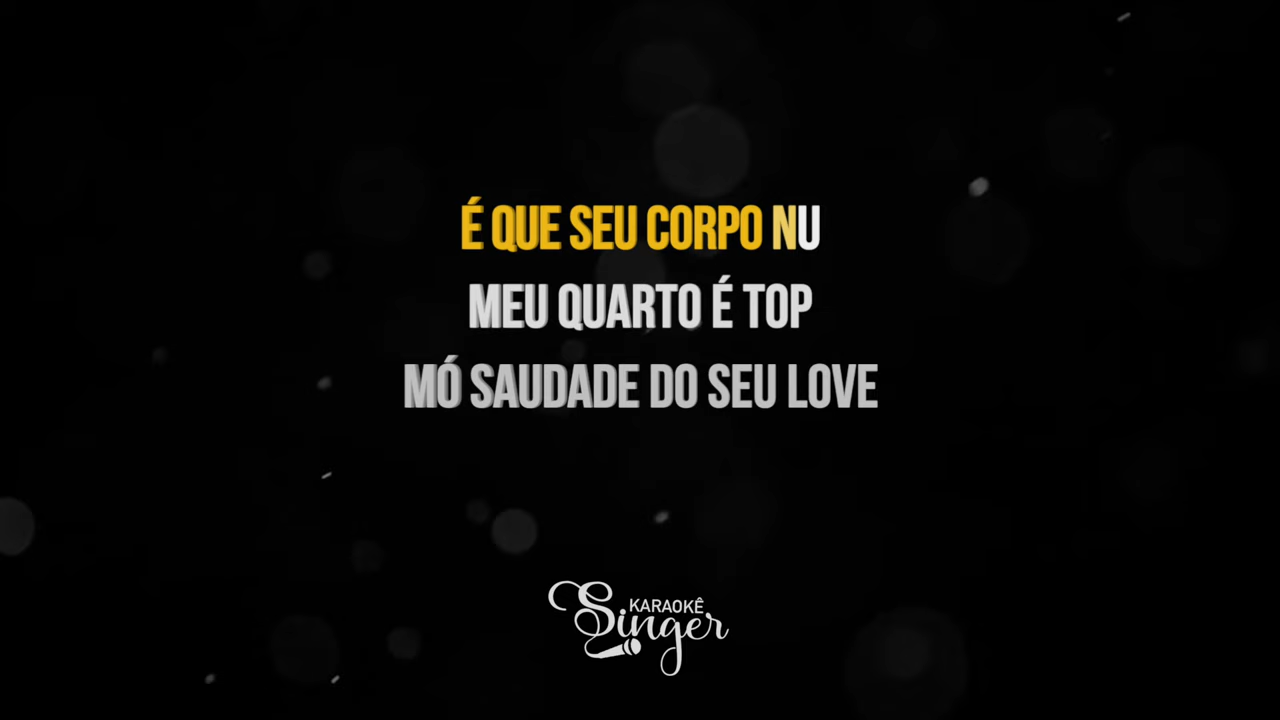 É QUE SEU CORPO NU
MEU QUARTO É TOP
MÓ SAUDADE DO SEU LOVE
KARAOKÊ
Singer